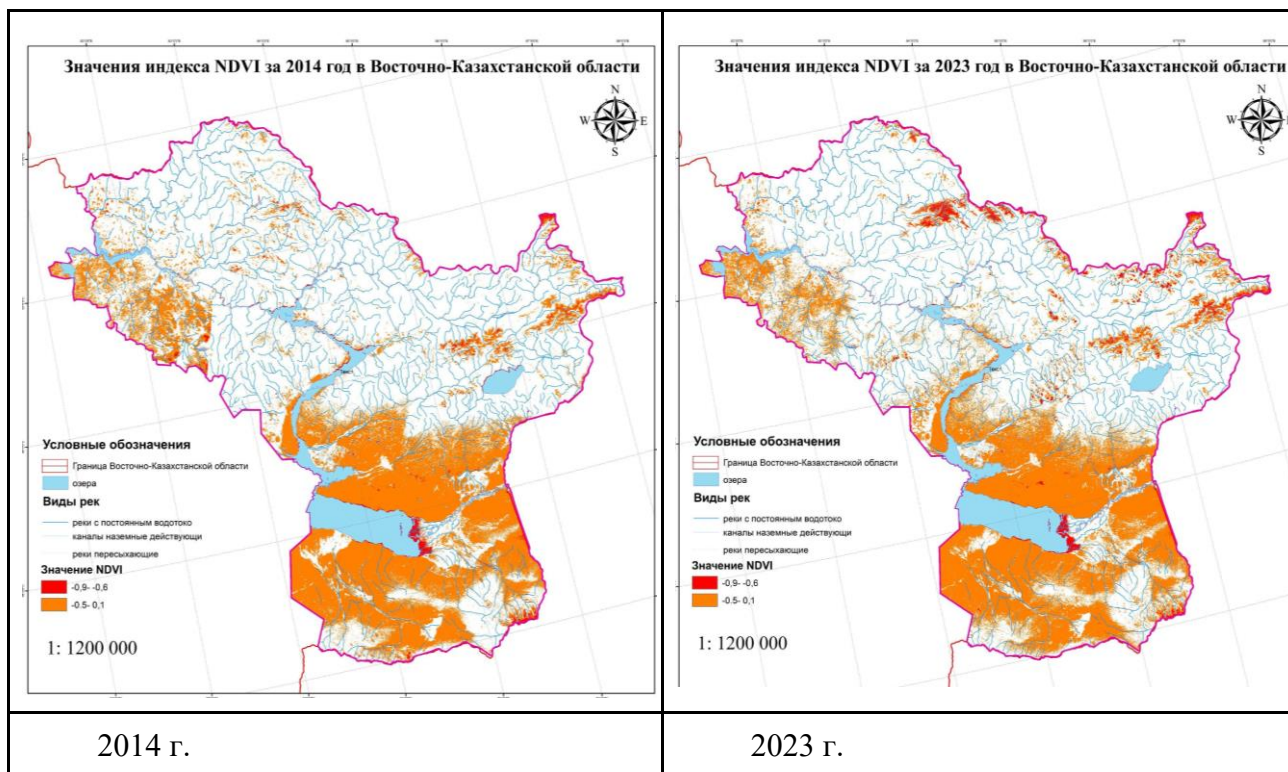 Значения индекса NDVI за 2014 год в Восточно-Казахстанской области
N
W E
S
Условные обозначения
Граница Восточно-Казахстанской области
озера
Виды рек
реки с постоянным водотоко
каналы наземные действующи
реки пересыхающие
Значение NDVI
-0,9- -0,6
-0.5- 0,1
1: 1200 000
2014 г.
Значения индекса NDVI за 2023 год в Восточно-Казахстанской области
N
W E
S
Условные обозначения
Граница Восточно-Казахстанской области
озера
Виды рек
реки с постоянным водотоко
каналы наземные действующи
реки пересыхающие
Значение NDVI
-0,9- -0,6
-0.5- 0,1
1: 1200 000
2023 г.